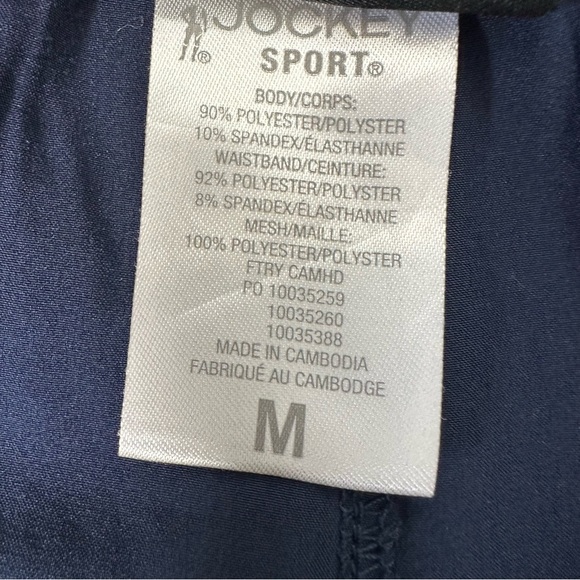 JOCKEY
®
SPORT®
BODY/CORPS:
90% POLYESTER/POLYSTER
10% SPANDEX/ÉLASTHANNE
WAISTBAND/CEINTURE:
92% POLYESTER/POLYSTER
8% SPANDEX/ÉLASTHANNE
MESH/MAILLE:
100% POLYESTER/POLYSTER
FTRY CAMHD
PO 10035259
10035260
10035388
MADE IN CAMBODIA
FABRIQUÉ AU CAMBODGE
M